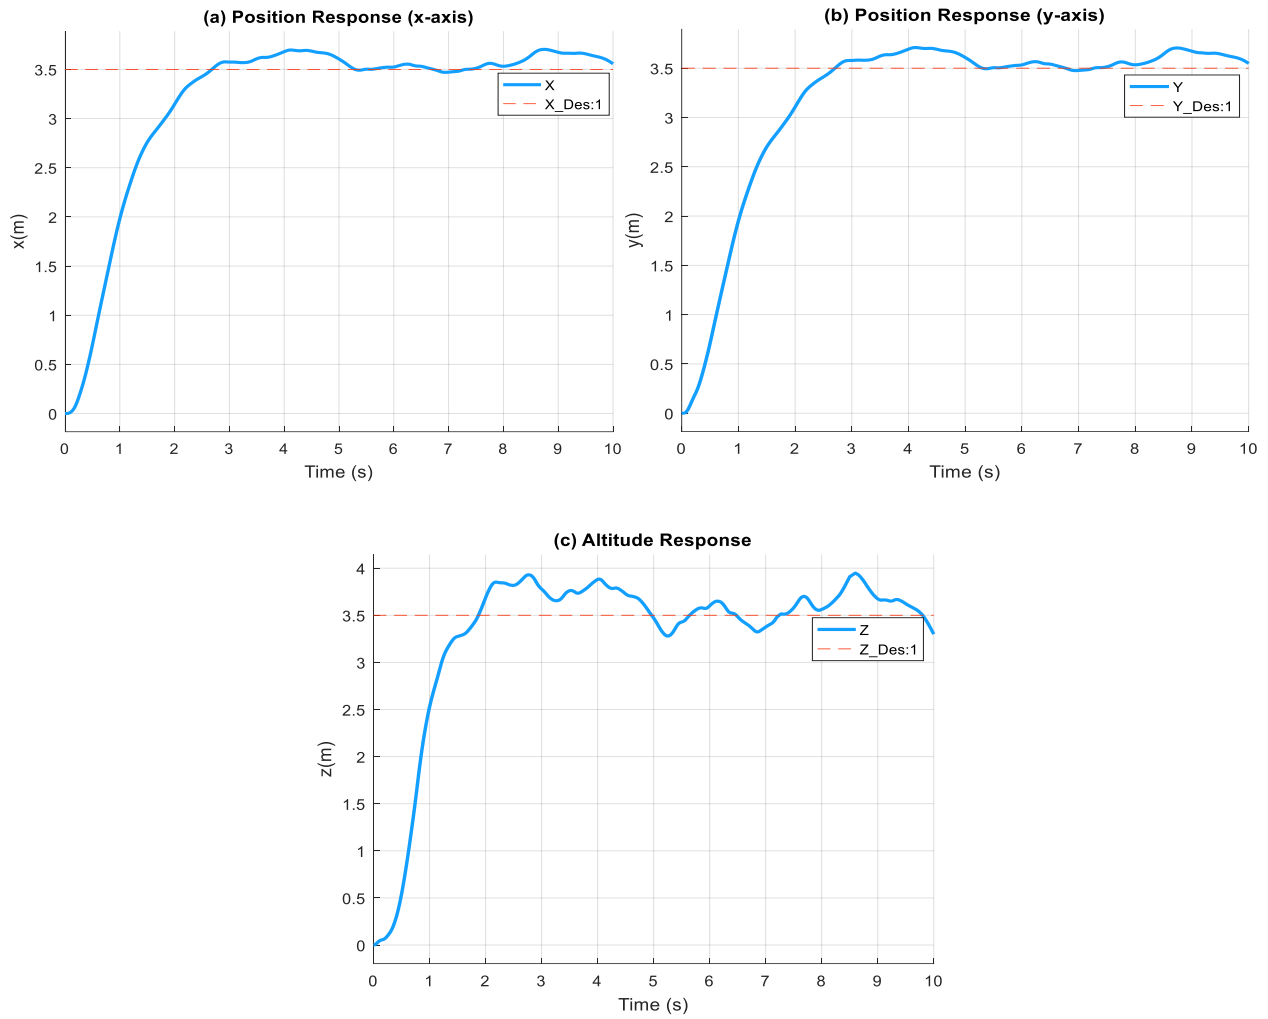 (a) Position Response (x-axis)
3.5
3
2.5
2
1.5
1
0.5
0
x(m)
X
X_Des:1
0 1 2 3 4 5 6 7 8 9 10
Time (s)
(b) Position Response (y-axis)
3.5
3
2.5
2
1.5
1
0.5
0
y(m)
Y
Y_Des:1
0 1 2 3 4 5 6 7 8 9 10
Time (s)
(c) Altitude Response
4
3.5
3
2.5
2
1.5
1
0.5
0
z(m)
Z
Z_Des:1
0 1 2 3 4 5 6 7 8 9 10
Time (s)